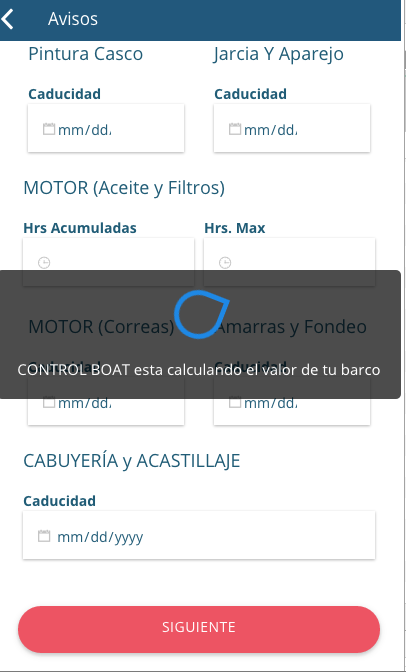 Avisos
Pintura Casco
Jarcia Y Aparejo
Caducidad
Caducidad
mm/dd,
mm/dd,
MOTOR (Aceite y Filtros)
Hrs Acumuladas
Hrs. Max
MOTOR (Correas)
Amarras y Fondeo
Caducidad
Caducidad
CONTROL BOAT esta calculando el valor de tu barco
mm/dd,
mm/dd,
CABUYERÍA y ACASTILLAJE
Caducidad
mm/dd/yyyy
SIGUIENTE